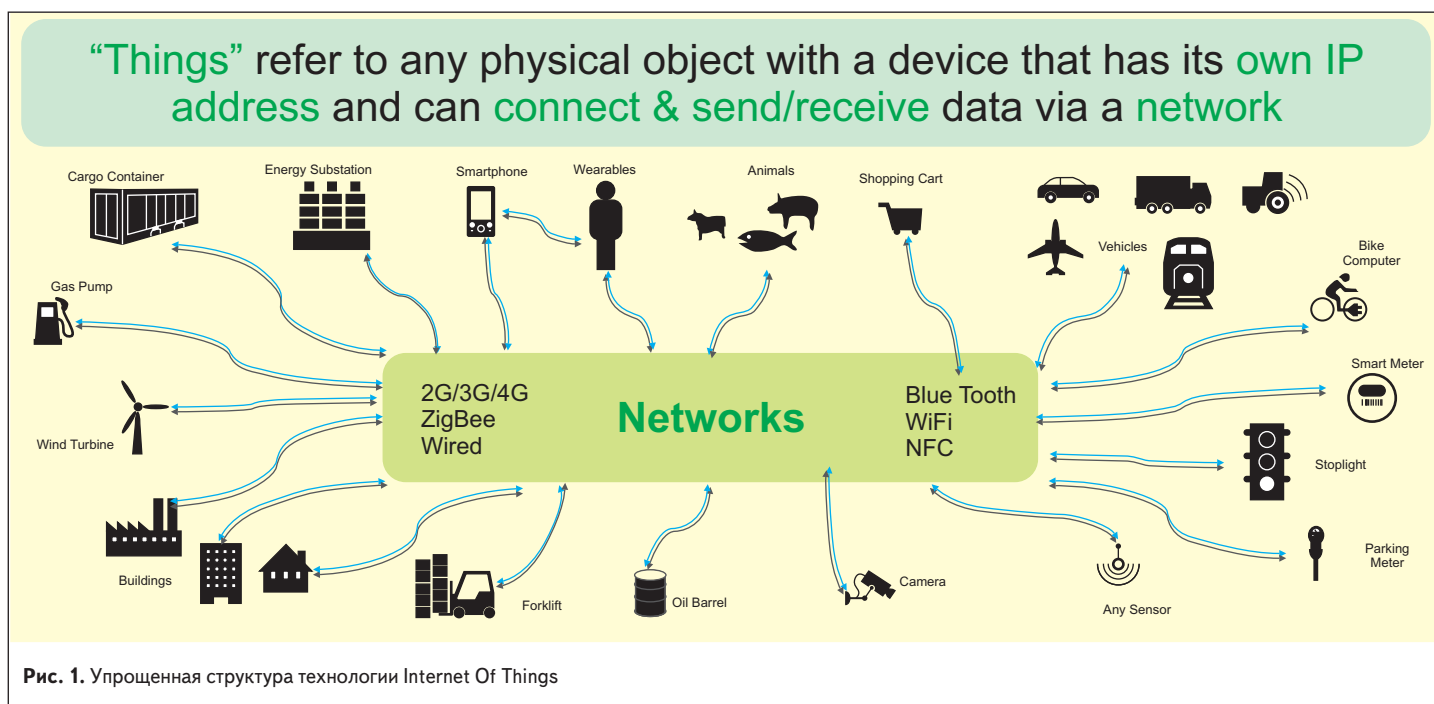 “Things” refer to any physical object with a device that has its own IP
address and can connect & send/receive data via a network
Cargo Container
Energy Substation
Smartphone
Wearables
Animals
Shopping Cart
Vehicles
Bike
Computer
Gas Pump
Smart Meter
Wind Turbine
2G/3G/4G
ZigBee
Wired
Networks
Blue Tooth
WiFi
NFC
Stoplight
Buildings
Forklift
Oil Barrel
Camera
Any Sensor
Parking
Meter
Рис. 1. Упрощенная структура технологии Internet Of Things